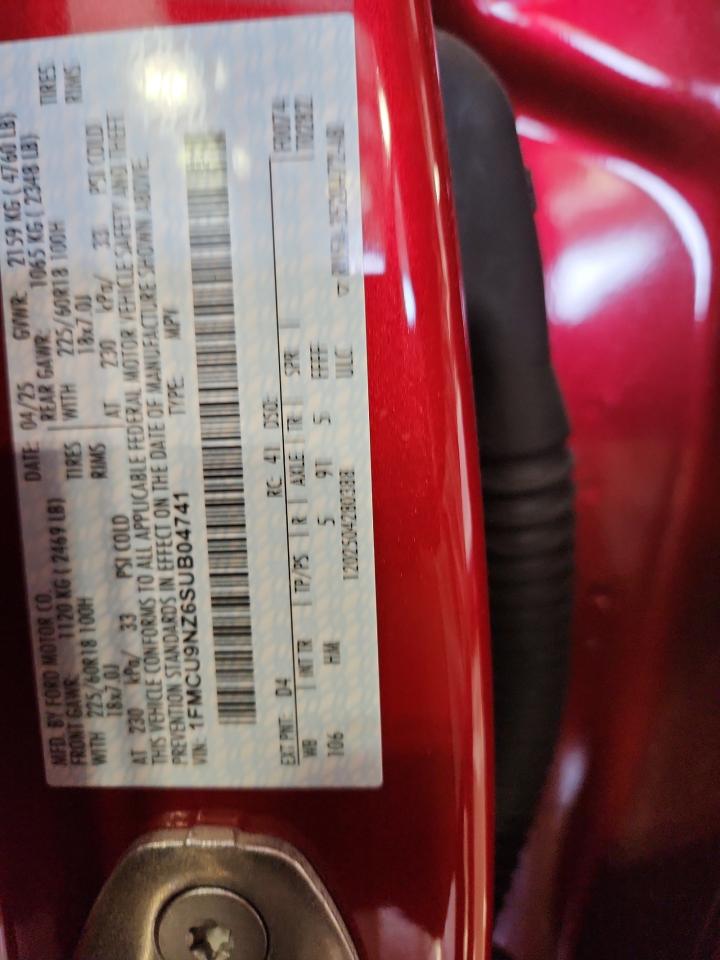 MFD. BY FORD MOTOR CO. DATE: 04/25 GVWR: 2159 KG ( 4760 LB)
FRONT GAWR: 1120 KG ( 2469 LB) REAR GAWR: 1065 KG ( 2348 LB)
WITH 225/60R18 100H TIRES WITH 225/60R18 100H TIRES
18x7.0J RIMS 18x7.0J RIMS
AT 230 kPa/ 33 PSI COLD AT 230 kPa/ 33 PSI COLD
THIS VEHICLE CONFORMS TO ALL APPLICABLE FEDERAL MOTOR VEHICLE SAFETY AND THEFT
PREVENTION STANDARDS IN EFFECT ON THE DATE OF MANUFACTURE SHOWN ABOVE.
VIN: 1FMCU9NZ6SUB04741 TYPE: MPV
EXT PNT: D4 RC: 41 DSO:
WB INT TR TP/PS R AXLE TR SPR
106 HM 5 91 5 FFFF
120250428038 ULC